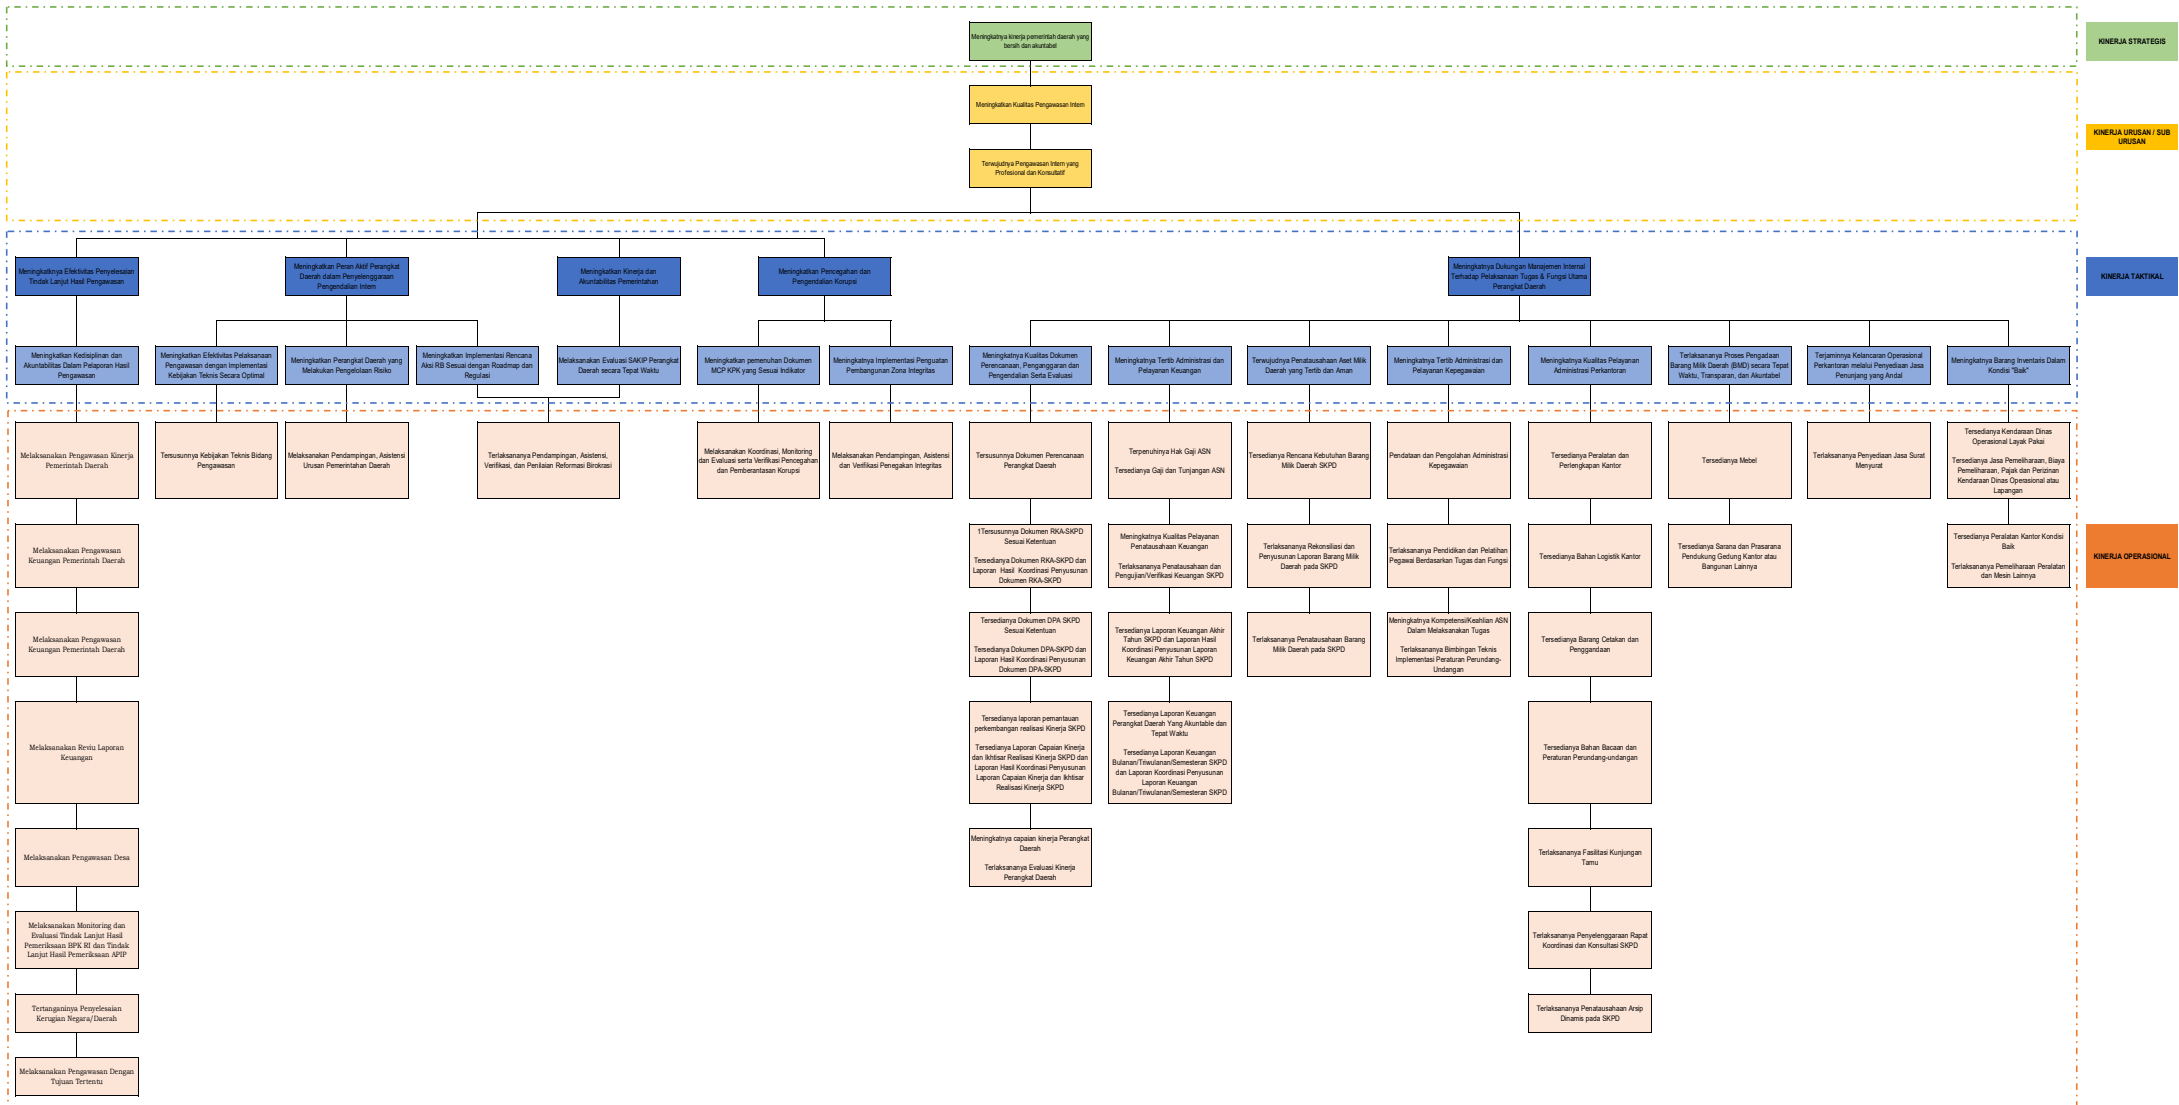 Meningkatnya kinerja pemerintah daerah yang
bersih dan akuntabel
KINERJA STRATEGIS
Meningkatkan Kualitas Pengawasan Intern
KINERJA URUSAN / SUB
URUSAN
Terwujudnya Pengawasan Intern yang
Profesional dan Konsultatif
Meningkatknya Efektivitas Penyelesaian
Tindak Lanjut Hasil Pengawasan
Meningkatkan Peran Aktif Perangkat
Daerah dalam Penyelenggaraan
Pengendalian Intern
Meningkatkan Kinerja dan
Akuntabilitas Pemerintahan
Meningkatkan Pencegahan dan
Pengendalian Korupsi
Meningkatnya Dukungan Manajemen Internal
Terhadap Pelaksanaan Tugas & Fungsi Utama
Perangkat Daerah
KINERJA TAKTIKAL
Meningkatkan Kedisiplinan dan
Akuntabilitas Dalam Pelaporan Hasil
Pengawasan
Meningkatkan Efektivitas Pelaksanaan
Pengawasan dengan Implementasi
Kebijakan Teknis Secara Optimal
Meningkatkan Perangkat Daerah yang
Melakukan Pengelolaan Risiko
Meningkatkan Implementasi Rencana
Aksi RB Sesuai dengan Roadmap dan
Regulasi
Melaksanakan Evaluasi SAKIP Perangkat
Daerah secara Tepat Waktu
Meningkatkan pemenuhan Dokumen
MCP KPK yang Sesuai Indikator
Meningkatnya Implementasi Penguatan
Pembangunan Zona Integritas
Meningkatnya Kualitas Dokumen
Perencanaan, Penganggaran dan
Pengendalian Serta Evaluasi
Meningkatnya Tertib Administrasi dan
Pelayanan Keuangan
Terwujudnya Penatausahaan Aset Milik
Daerah yang Tertib dan Aman
Meningkatnya Tertib Administrasi dan
Pelayanan Kepegawaian
Meningkatnya Kualitas Pelayanan
Administrasi Perkantoran
Terlaksananya Proses Pengadaan
Barang Milik Daerah (BMD) secara Tepat
Waktu, Transparan, dan Akuntabel
Terjaminnya Kelancaran Operasional
Perkantoran melalui Penyediaan Jasa
Penunjang yang Andal
Meningkatnya Barang Inventaris Dalam
Kondisi "Baik"
Melaksanakan Pengawasan Kinerja
Pemerintah Daerah
Tersusunnya Kebijakan Teknis Bidang
Pengawasan
Melaksanakan Pendampingan, Asistensi
Urusan Pemerintahan Daerah
Terlaksananya Pendampingan, Asistensi,
Verifikasi, dan Penilaian Reformasi Birokrasi
Melaksanakan Koordinasi, Monitoring
dan Evaluasi serta Verifikasi Pencegahan
dan Pemberantasan Korupsi
Melaksanakan Pendampingan, Asistensi
dan Verifikasi Penegakan Integritas
Tersusunnya Dokumen Perencanaan
Perangkat Daerah
Terpenuhinya Hak Gaji ASN
Tersedianya Gaji dan Tunjangan ASN
Tersedianya Rencana Kebutuhan Barang
Milik Daerah SKPD
Pendataan dan Pengolahan Administrasi
Kepegawaian
Tersedianya Peralatan dan
Perlengkapan Kantor
Tersedianya Mebel
Terlaksananya Penyediaan Jasa Surat
Menyurat
Tersedianya Kendaraan Dinas
Operasional Layak Pakai
Tersedianya Jasa Pemeliharaan, Biaya
Pemeliharaan, Pajak dan Perizinan
Kendaraan Dinas Operasional atau
Lapangan
Melaksanakan Pengawasan
Keuangan Pemerintah Daerah
1Tersusunnya Dokumen RKA-SKPD
Sesuai Ketentuan
Tersedianya Dokumen RKA-SKPD dan
Laporan Hasil Koordinasi Penyusunan
Dokumen RKA-SKPD
Meningkatnya Kualitas Pelayanan
Penatausahaan Keuangan
Terlaksananya Penatausahaan dan
Pengujian/Verifikasi Keuangan SKPD
Terlaksananya Rekonsiliasi dan
Penyusunan Laporan Barang Milik
Daerah pada SKPD
Terlaksananya Pendidikan dan Pelatihan
Pegawai Berdasarkan Tugas dan Fungsi
Tersedianya Bahan Logistik Kantor
Tersedianya Sarana dan Prasarana
Pendukung Gedung Kantor atau
Bangunan Lainnya
Tersedianya Peralatan Kantor Kondisi
Baik
Terlaksananya Pemeliharaan Peralatan
dan Mesin Lainnya
KINERJA OPERASIONAL
Melaksanakan Pengawasan
Keuangan Pemerintah Daerah
Tersedianya Dokumen DPA SKPD
Sesuai Ketentuan
Tersedianya Dokumen DPA-SKPD dan
Laporan Hasil Koordinasi Penyusunan
Dokumen DPA-SKPD
Tersedianya Laporan Keuangan Akhir
Tahun SKPD dan Laporan Hasil
Koordinasi Penyusunan Laporan
Keuangan Akhir Tahun SKPD
Terlaksananya Penatausahaan Barang
Milik Daerah pada SKPD
Meningkatnya Kompetensi/Keahlian ASN
Dalam Melaksanakan Tugas
Terlaksananya Bimbingan Teknis
Implementasi Peraturan Perundang-
Undangan
Tersedianya Barang Cetakan dan
Penggandaan
Melaksanakan Reviu Laporan
Keuangan
Tersedianya laporan pemantauan
perkembangan realisasi Kinerja SKPD
Tersedianya Laporan Capaian Kinerja
dan Ikhtisar Realisasi Kinerja SKPD dan
Laporan Hasil Koordinasi Penyusunan
Laporan Capaian Kinerja dan Ikhtisar
Realisasi Kinerja SKPD
Tersedianya Laporan Keuangan
Perangkat Daerah Yang Akuntable dan
Tepat Waktu
Tersedianya Laporan Keuangan
Bulanan/Triwulanan/Semesteran SKPD
dan Laporan Koordinasi Penyusunan
Laporan Keuangan
Bulanan/Triwulanan/Semesteran SKPD
Tersedianya Bahan Bacaan dan
Peraturan Perundang-undangan
Melaksanakan Pengawasan Desa
Meningkatnya capaian kinerja Perangkat
Daerah
Terlaksananya Evaluasi Kinerja
Perangkat Daerah
Terlaksananya Fasilitasi Kunjungan
Tamu
Melaksanakan Monitoring dan
Evaluasi Tindak Lanjut Hasil
Pemeriksaan BPK RI dan Tindak
Lanjut Hasil Pemeriksaan APIP
Terlaksananya Penyelenggaraan Rapat
Koordinasi dan Konsultasi SKPD
Tertanganinya Penyelesaian
Kerugian Negara/Daerah
Terlaksananya Penatausahaan Arsip
Dinamis pada SKPD
Melaksanakan Pengawasan Dengan
Tujuan Tertentu